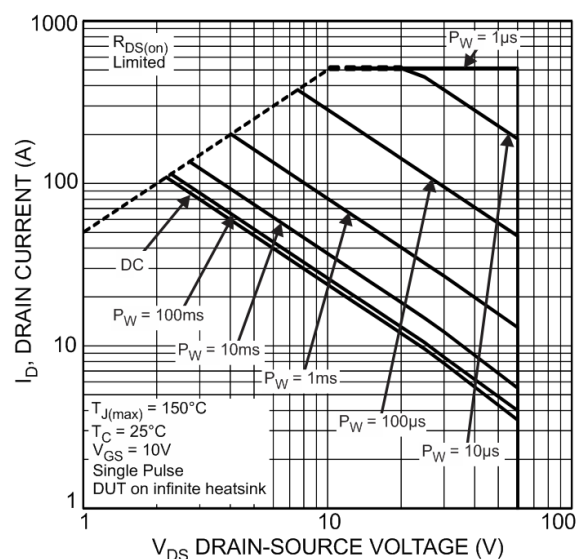 1000
R_DS(on)
Limited
P_W = 1µs
I_D, DRAIN CURRENT (A)
100
DC
P_W = 100ms
P_W = 10ms
10
P_W = 1ms
P_W = 100µs
P_W = 10µs
T_J(max) = 150°C
T_C = 25°C
V_GS = 10V
Single Pulse
DUT on infinite heatsink
1
1
10
100
V_DS DRAIN-SOURCE VOLTAGE (V)